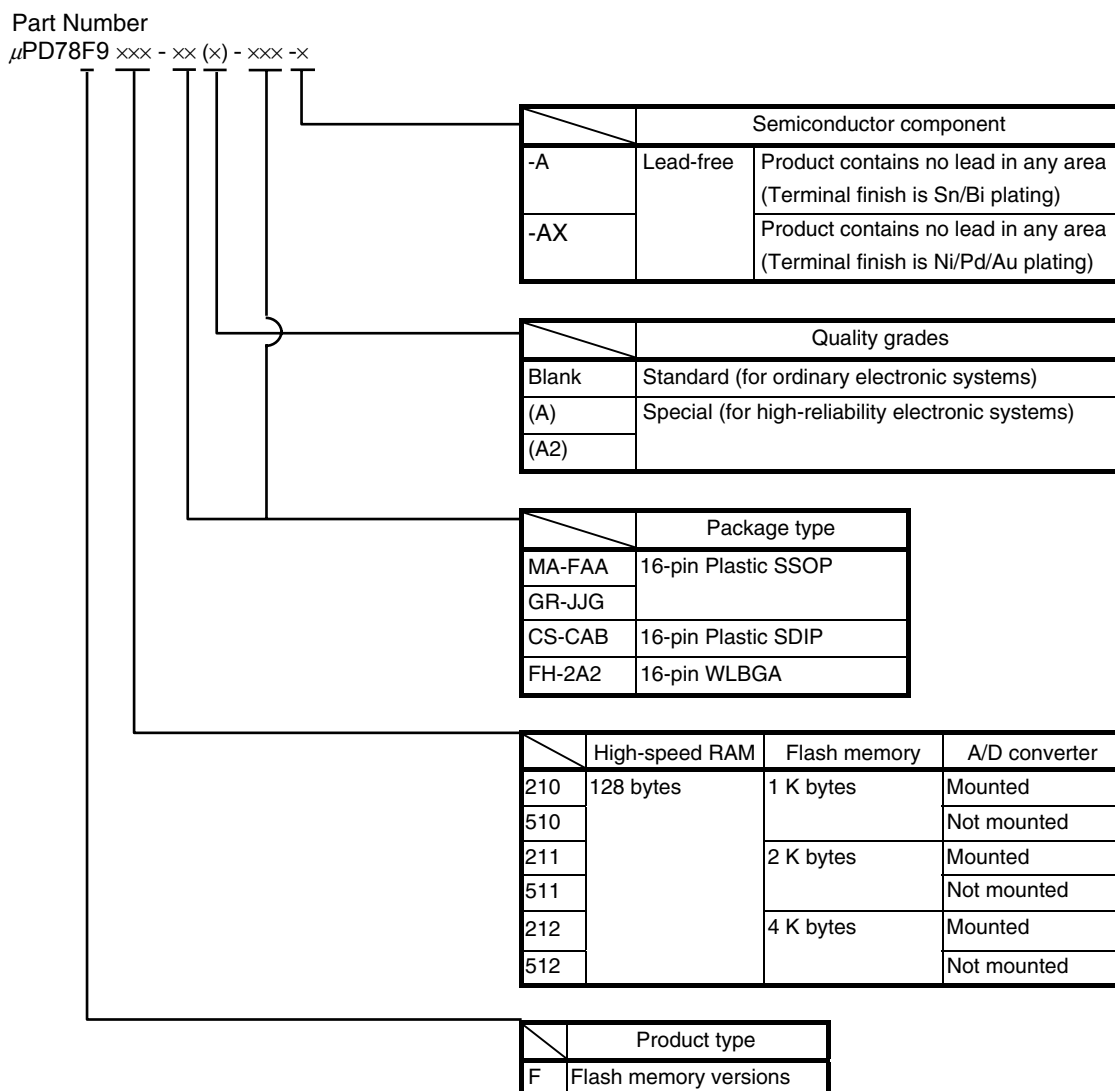 Part Number
μPD78F9 ××× - ×× (×) - ××× -×
Semiconductor component
-A Lead-free Product contains no lead in any area
(Terminal finish is Sn/Bi plating)
-AX Product contains no lead in any area
(Terminal finish is Ni/Pd/Au plating)
Quality grades
Blank Standard (for ordinary electronic systems)
(A) Special (for high-reliability electronic systems)
(A2)
Package type
MA-FAA 16-pin Plastic SSOP
GR-JJG
CS-CAB 16-pin Plastic SDIP
FH-2A2 16-pin WLBGA
High-speed RAM Flash memory A/D converter
210 128 bytes 1 K bytes Mounted
510 Not mounted
211 2 K bytes Mounted
511 Not mounted
212 4 K bytes Mounted
512 Not mounted
Product type
F Flash memory versions